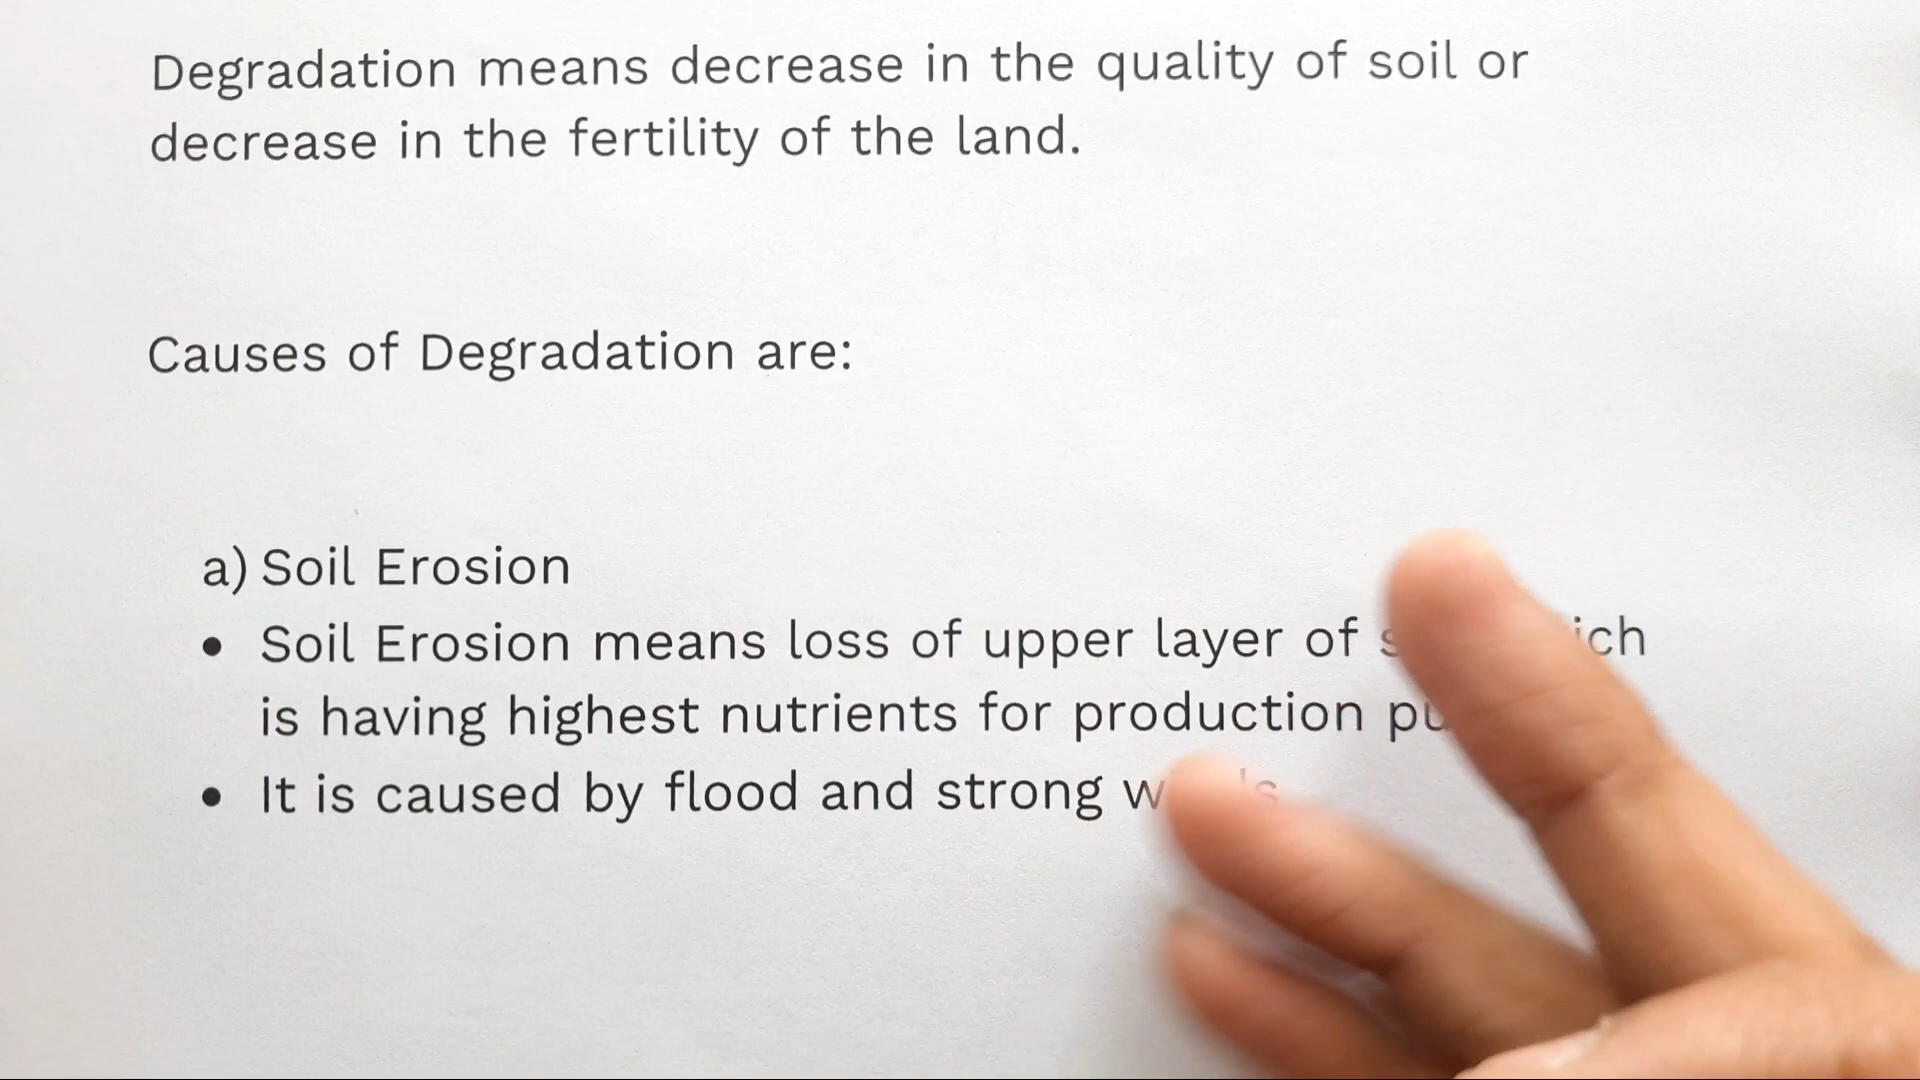 Degradation means decrease in the quality of soil or
decrease in the fertility of the land.
Causes of Degradation are:
a) Soil Erosion
• Soil Erosion means loss of upper layer of
is having highest nutrients for production
• It is caused by flood and strong